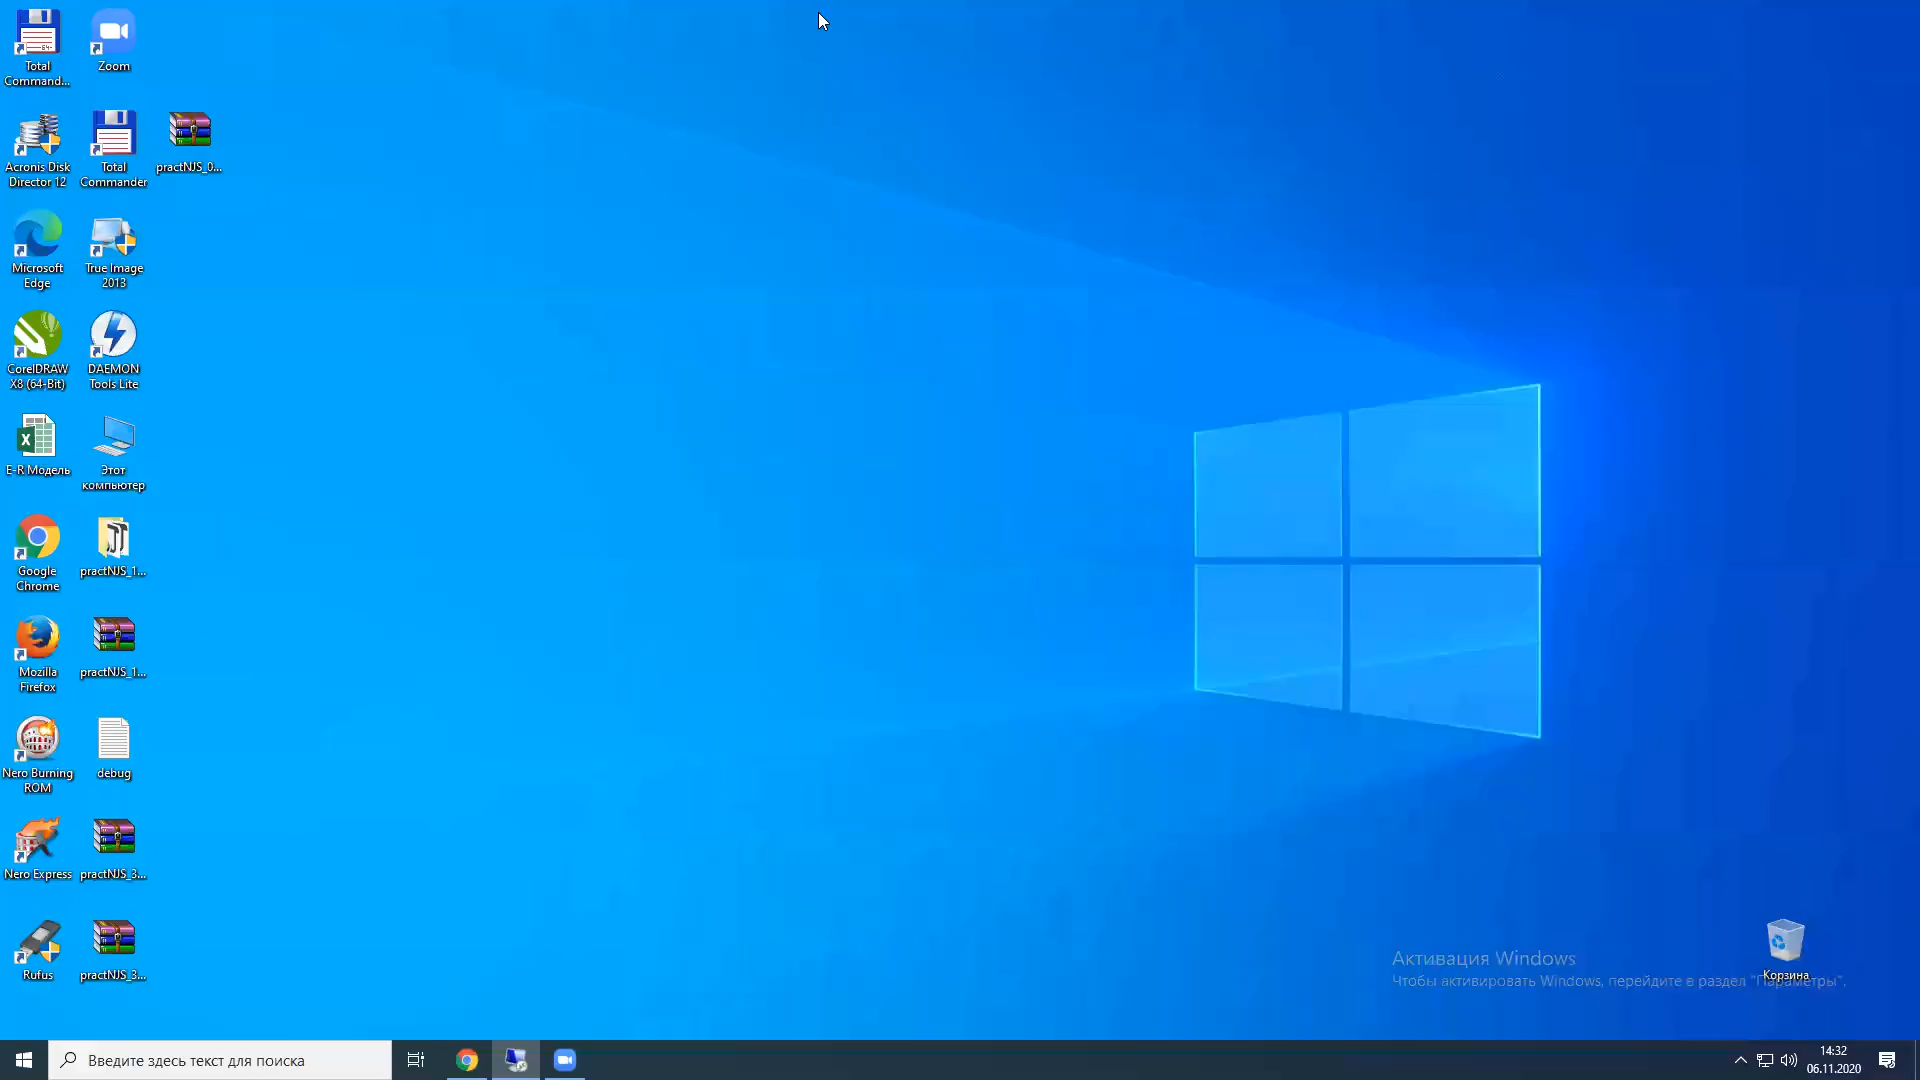 Total
Command...
Zoom
Acronis Disk
Director 12
Total
Commander
practNJS_0...
Microsoft
Edge
True Image
2013
CorelDRAW
X8 (64-Bit)
DAEMON
Tools Lite
E-R Модель
Этот
компьютер
Google
Chrome
practNJS_1...
Mozilla
Firefox
practNJS_1...
Nero Burning
ROM
debug
Nero Express
practNJS_3...
Rufus
practNJS_3...
Активация Windows
Чтобы активировать Windows, перейдите в раздел "Параметры".
Корзина
Введите здесь текст для поиска
14:32
06.11.2020